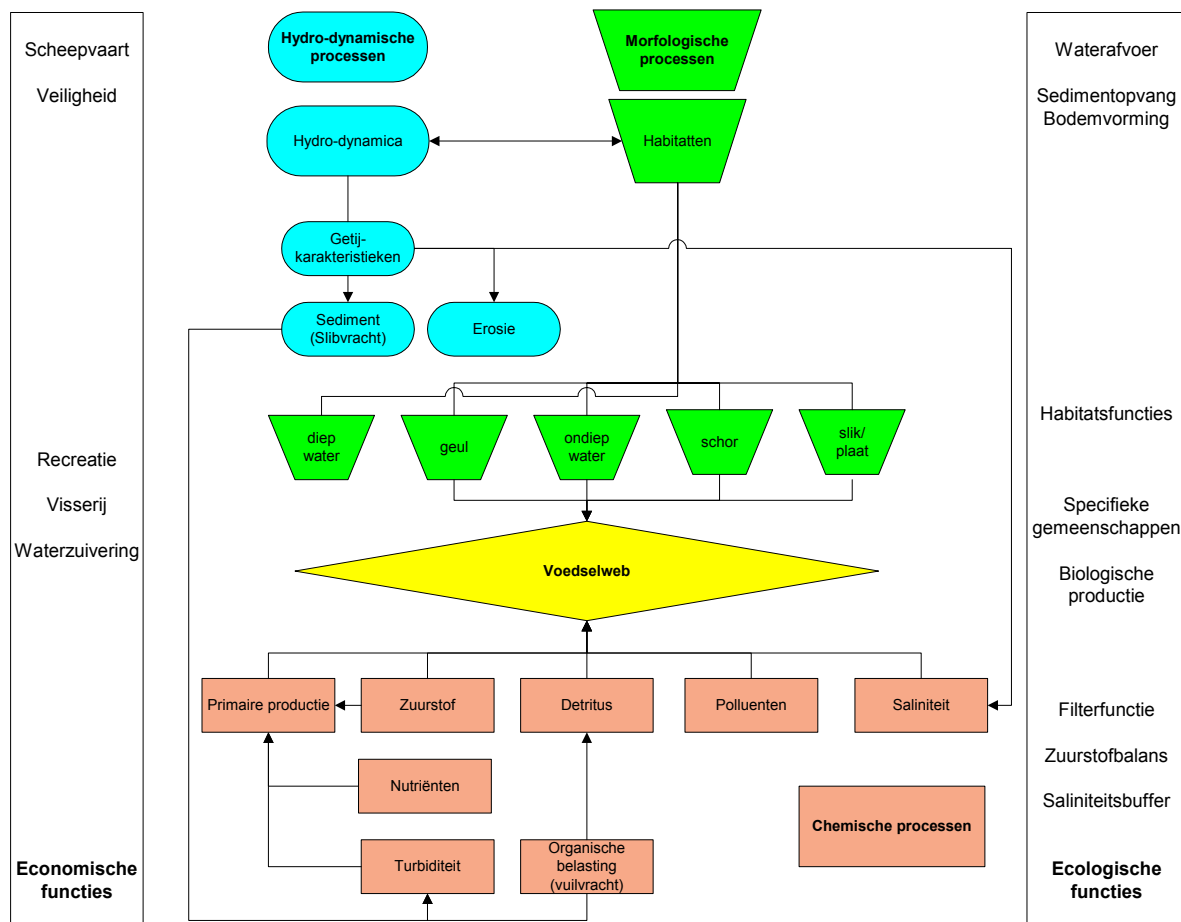 Scheepvaart
Veiligheid
Recreatie
Visserij
Waterzuivering
Economische
functies
Hydro-dynamische
processen
Morfologische
processen
Hydro-dynamica
Habitatten
Getij-
karakteristieken
Sediment
(Slibvracht)
Erosie
diep
water
geul
ondiep
water
schor
slik/
plaat
Voedselweb
Primaire productie
Zuurstof
Detritus
Polluenten
Saliniteit
Nutriënten
Turbiditeit
Organische
belasting
(vuilvracht)
Chemische processen
Waterafvoer
Sedimentopvang
Bodemvorming
Habitatsfuncties
Specifieke
gemeenschappen
Biologische
productie
Filterfunctie
Zuurstofbalans
Saliniteitsbuffer
Ecologische
functies